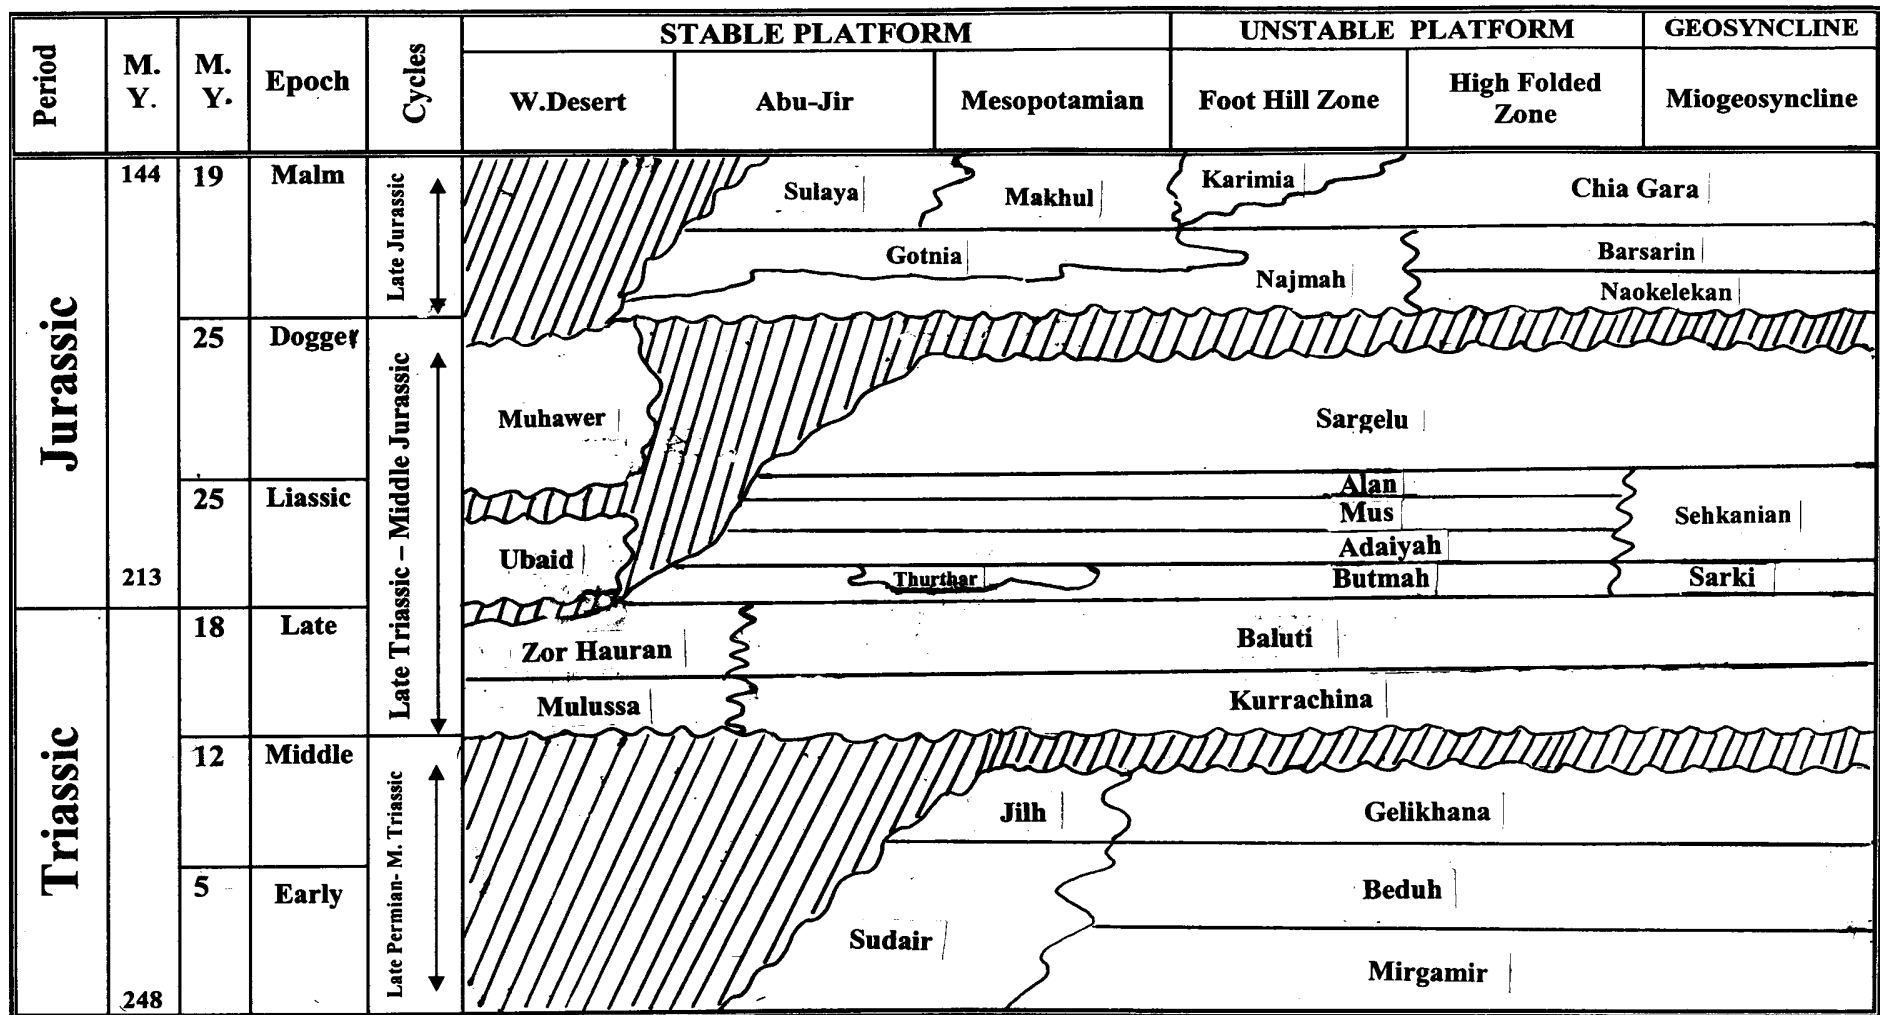 STABLE PLATFORM
UNSTABLE PLATFORM
GEOSYNCLINE
Period
M. Y.
M. Y.
Epoch
Cycles
W.Desert
Abu-Jir
Mesopotamian
Foot Hill Zone
High Folded
Zone
Miogeosyncline
Jurassic
144
19
Malm
Late Jurassic
Sulaya
Makhul
Karimia
Chia Gara
Gotnia
Najmah
Barsarin
Naokelekan
25
Dogger
Late Triassic – Middle Jurassic
Muhawer
Sargelu
25
Liassic
Alan
Mus
Sehkanian
Ubaid
Adaiyah
213
Thurthar
Butmah
Sarki
Triassic
18
Late
Zor Hauran
Baluti
Mulussa
Kurrachina
12
Middle
Late Permian- M. Triassic
Jilh
Gelikhana
5
Early
Beduh
Sudair
Mirgamir
248